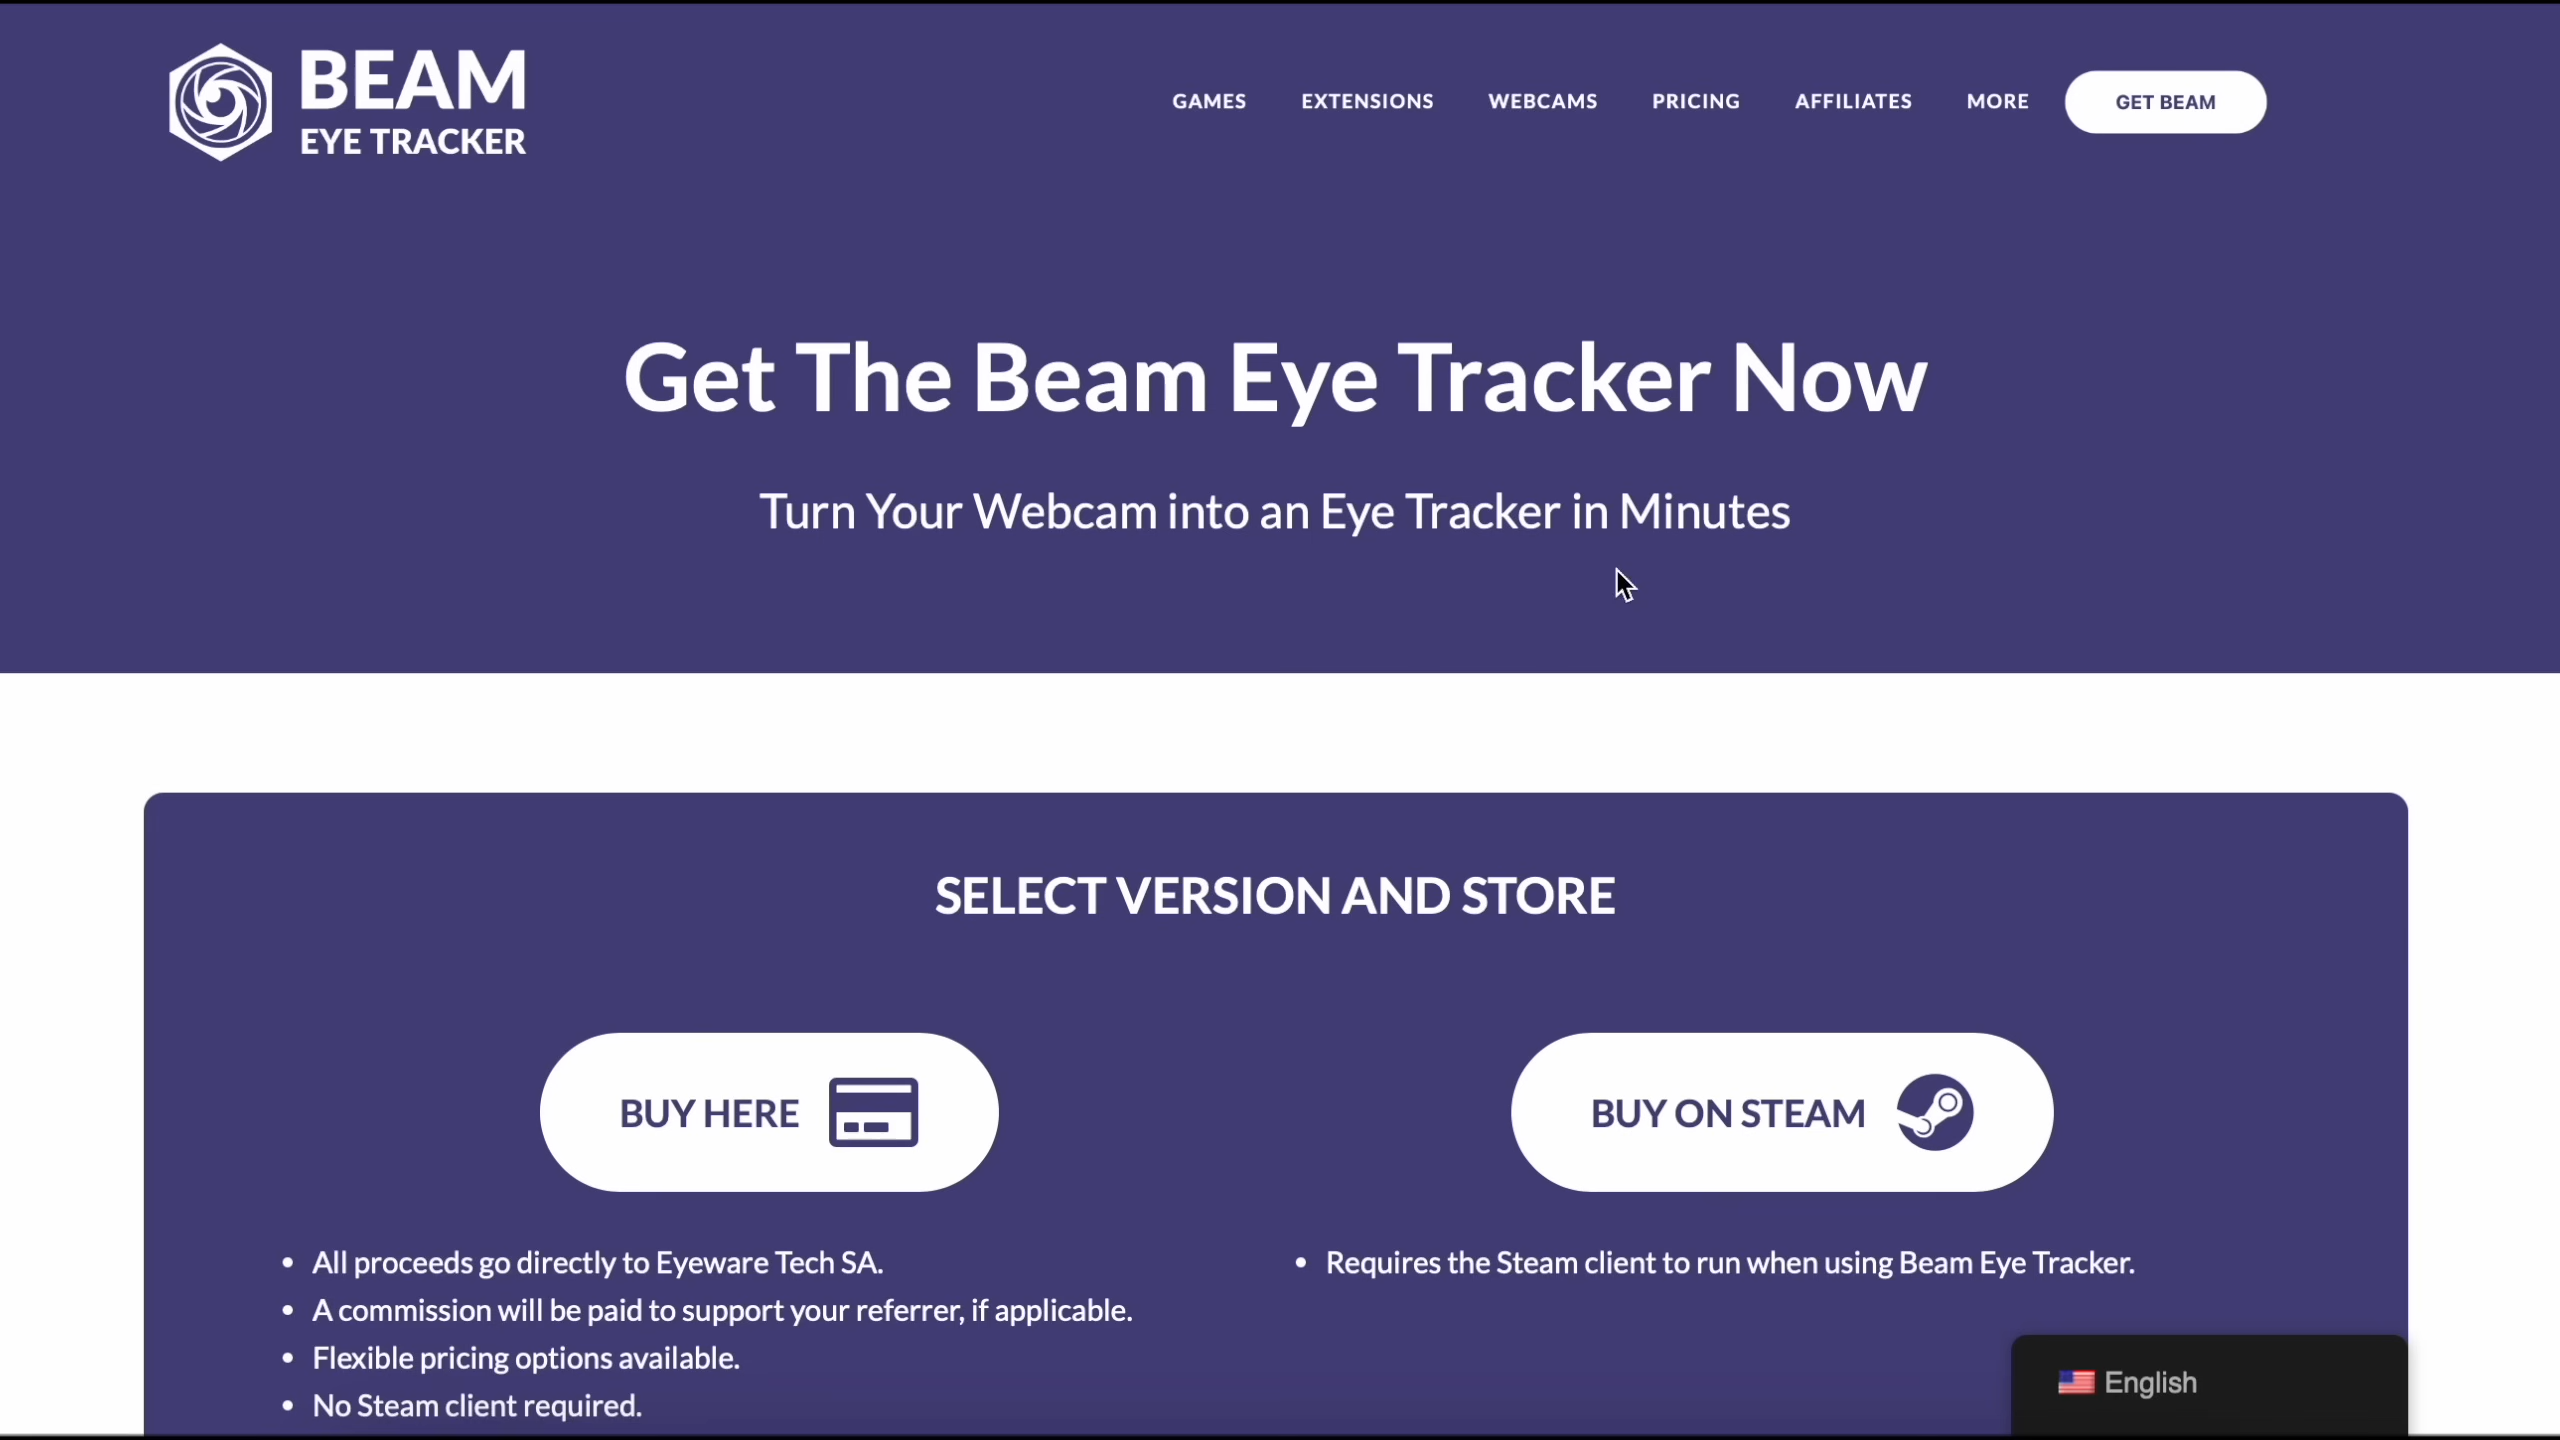 BEAM
EYE TRACKER
GAMES EXTENSIONS WEBCAMS PRICING AFFILIATES MORE GET BEAM
Get The Beam Eye Tracker Now
Turn Your Webcam into an Eye Tracker in Minutes
SELECT VERSION AND STORE
BUY HERE
• All proceeds go directly to Eyeware Tech SA.
• A commission will be paid to support your referrer, if applicable.
• Flexible pricing options available.
• No Steam client required.
BUY ON STEAM
• Requires the Steam client to run when using Beam Eye Tracker.
English